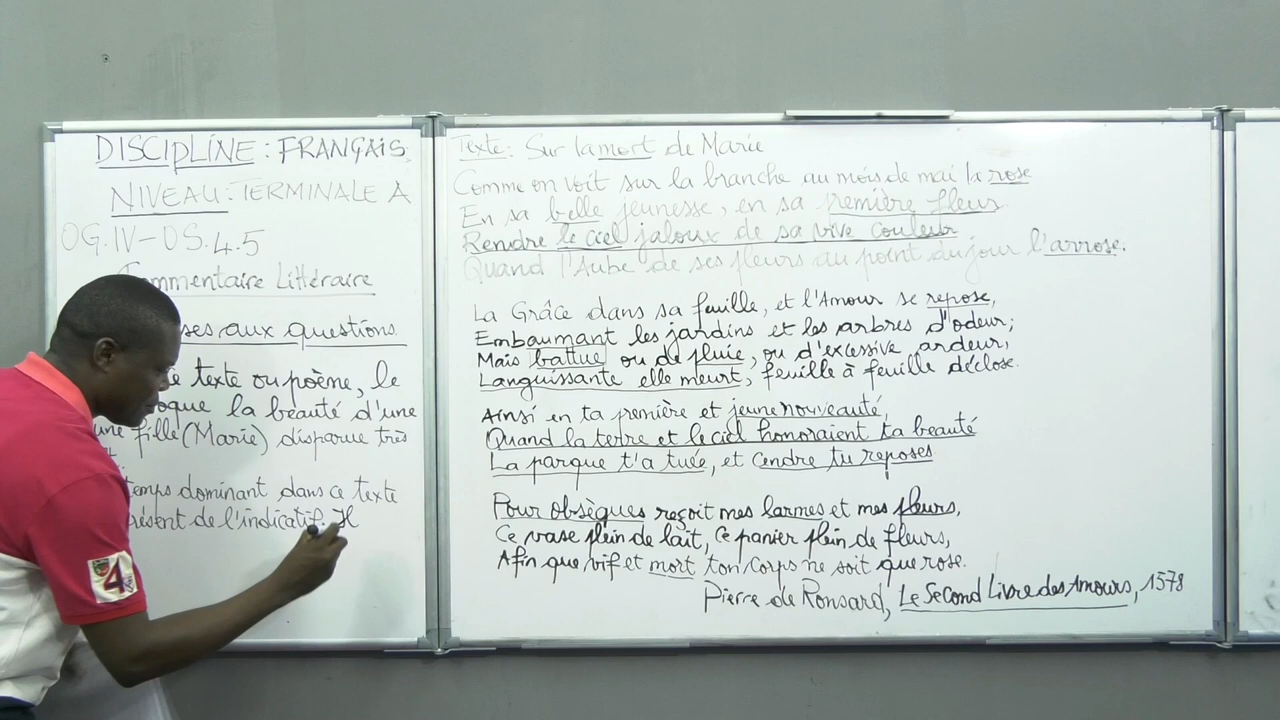 DISCIPLINE : FRANÇAIS
NIVEAU : TERMINALE A
OG.IV – OS.4.5
Commentaire Littéraire
ses aux questions
texte ou poème, le
oque la beauté d'une
une fille (Marie) disparue très
temps dominant dans ce texte
résent de l'indicatif. Il
4
Texte : Sur la mort de Marie
Comme on voit sur la branche au mois de mai la rose
En sa belle jeunesse, en sa première fleur
Rendre le ciel jaloux de sa vive couleur
Quand l'Aube de ses fleurs au point du jour l'arrose.
La Grâce dans sa feuille, et l'Amour se repose,
Embaumant les jardins et les arbres d'odeur ;
Mais battue ou de pluie, ou d'excessive ardeur,
Languissante elle meurt, feuille à feuille déclose.
Ainsi en ta première et jeune nouveauté,
Quand la terre et le ciel honoraient ta beauté
La parque t'a tuée, et cendre tu reposes
Pour obsèques reçoit mes larmes et mes pleurs,
Ce vase plein de lait, ce panier plein de fleurs,
Afin que vif et mort ton corps ne soit que rose.
Pierre de Ronsard, Le Second Livre des Amours, 1578